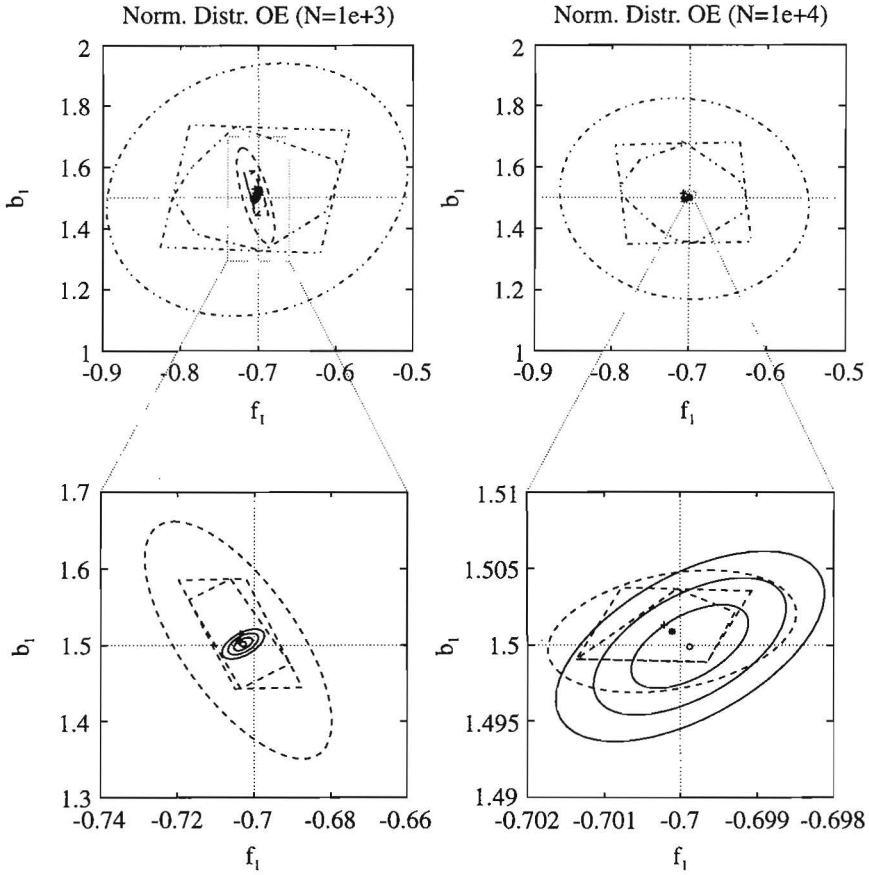 Norm. Distr. OE (N=1e+3)
Norm. Distr. OE (N=1e+4)
2
1.8
1.6
1.4
1.2
1
b₁
-0.9 -0.8 -0.7 -0.6 -0.5
f₁
2
1.8
1.6
1.4
1.2
1
b₁
-0.9 -0.8 -0.7 -0.6 -0.5
f₁
1.7
1.6
1.5
1.4
1.3
b₁
-0.74 -0.72 -0.7 -0.68 -0.66
f₁
1.51
1.505
1.5
1.495
1.49
b₁
-0.702 -0.701 -0.7 -0.699 -0.698
f₁